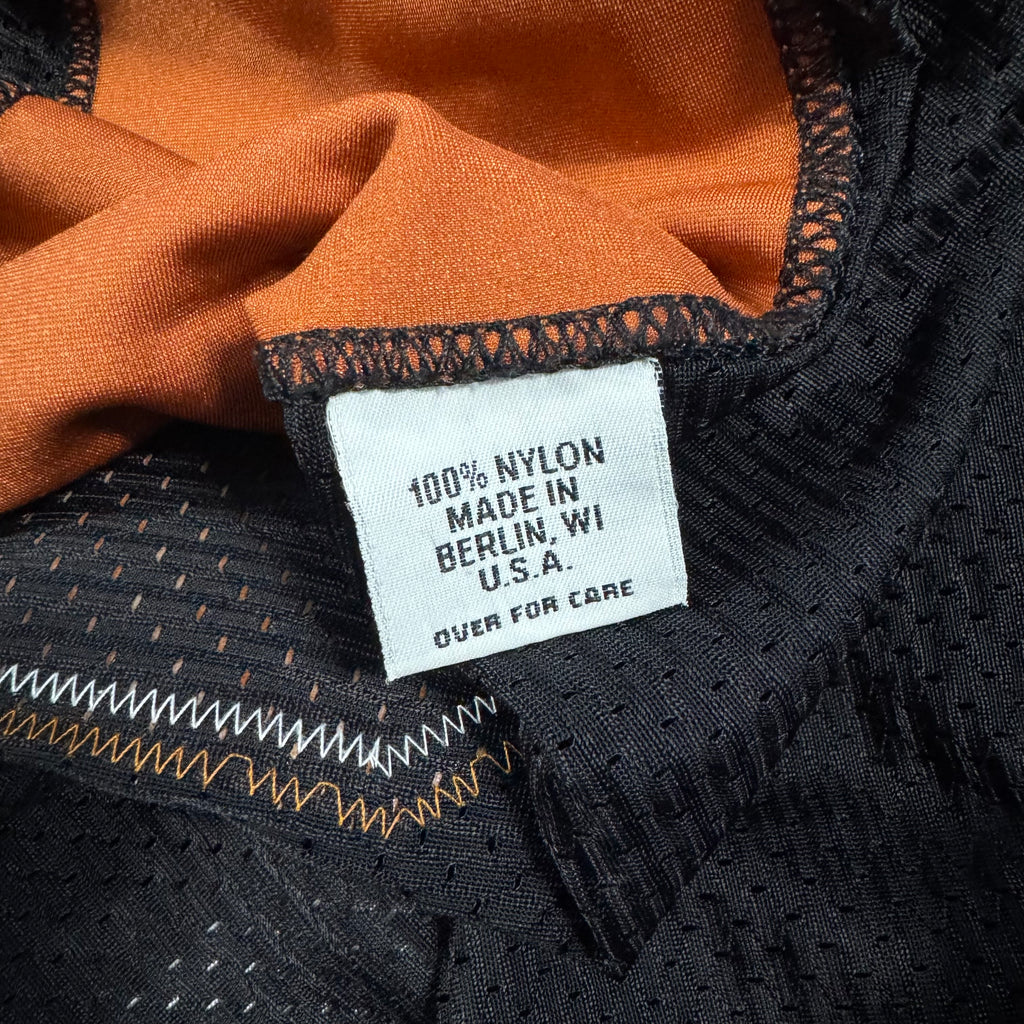 100% NYLON
MADE IN
BERLIN, WI
U.S.A.
OVER FOR CARE